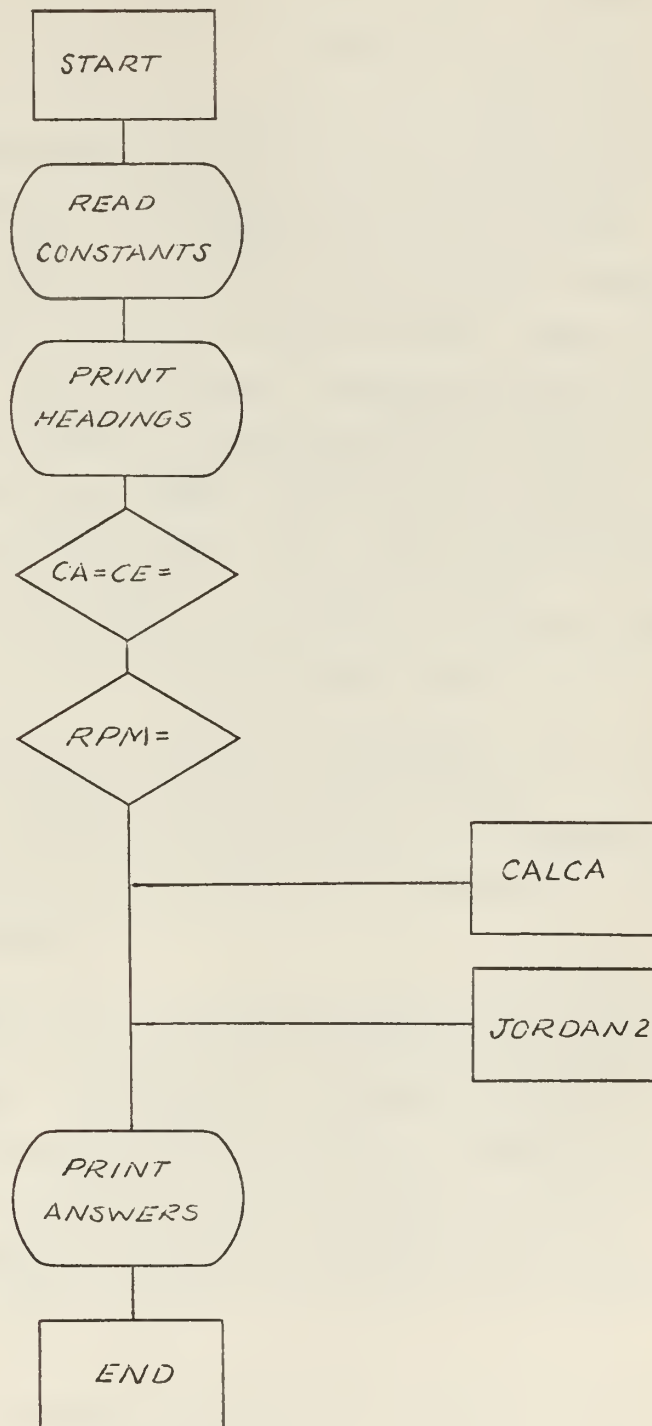 START
READ
CONSTANTS
PRINT
HEADINGS
CA=CE=
RPM=
CALCA
JORDAN2
PRINT
ANSWERS
END